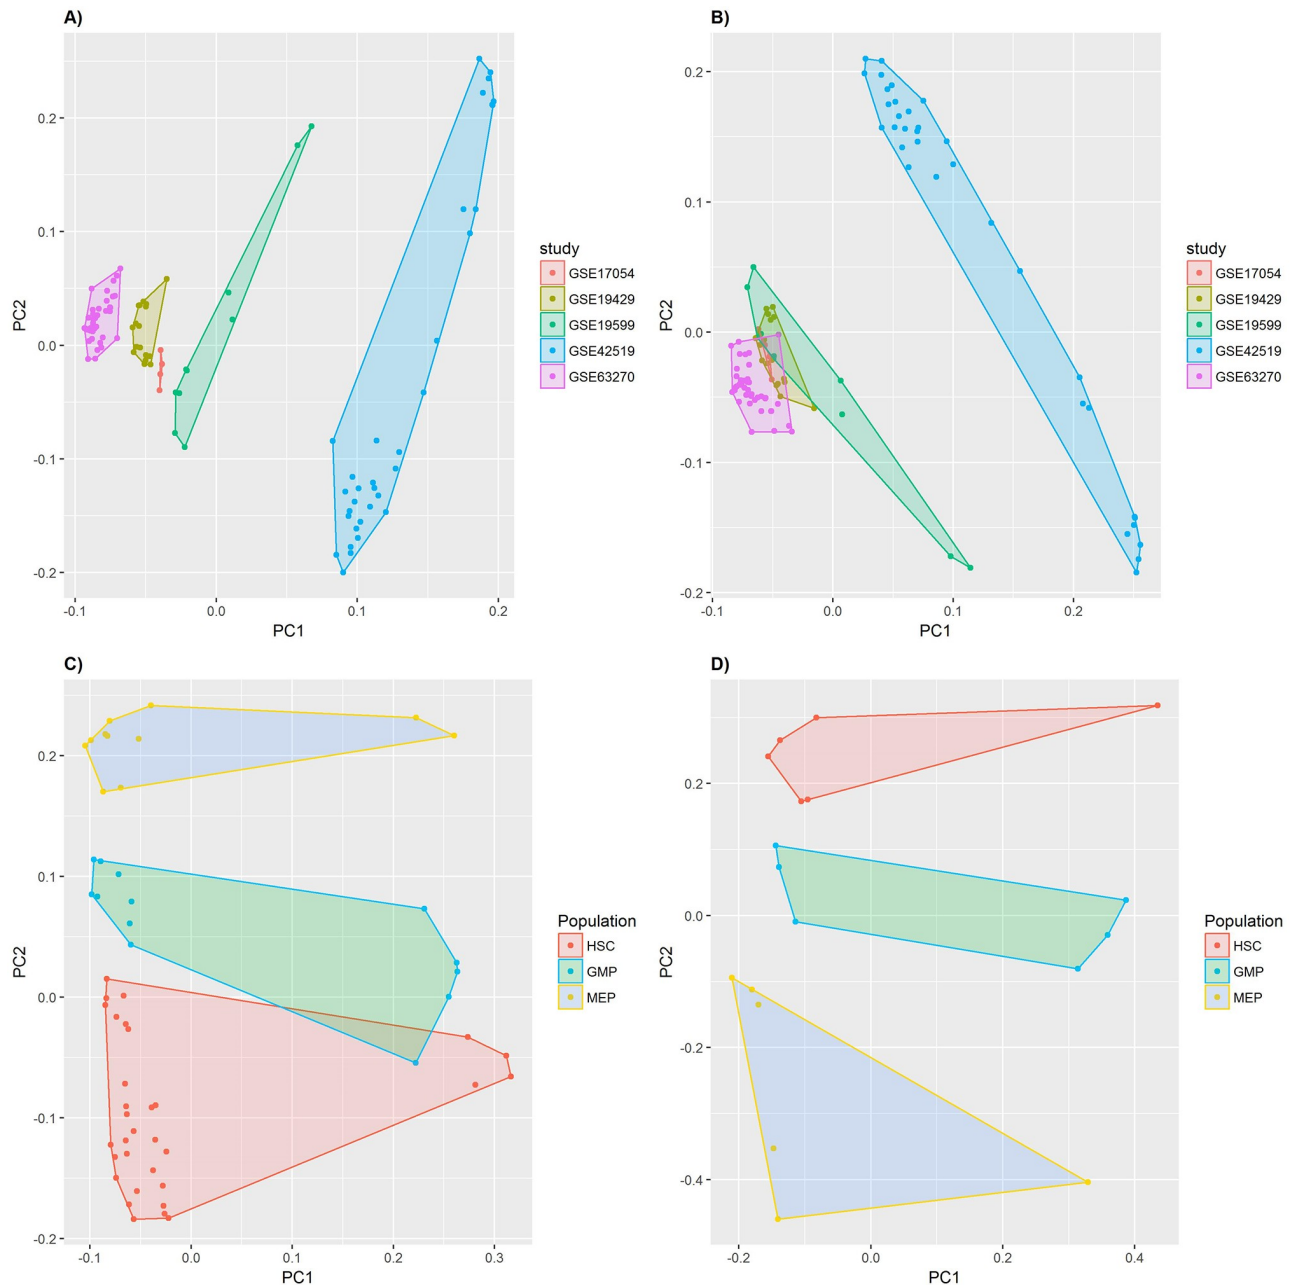 A)
0.2
0.1
0.0
-0.1
-0.2
PC2
-0.1 0.0 0.1 0.2
PC1
study
GSE17054
GSE19429
GSE19599
GSE42519
GSE63270
B)
0.2
0.1
0.0
-0.1
-0.2
PC2
-0.1 0.0 0.1 0.2
PC1
study
GSE17054
GSE19429
GSE19599
GSE42519
GSE63270
C)
0.2
0.1
0.0
-0.1
-0.2
PC2
-0.1 0.0 0.1 0.2 0.3
PC1
Population
HSC
GMP
MEP
D)
0.2
0.0
-0.2
-0.4
PC2
-0.2 0.0 0.2 0.4
PC1
Population
HSC
GMP
MEP